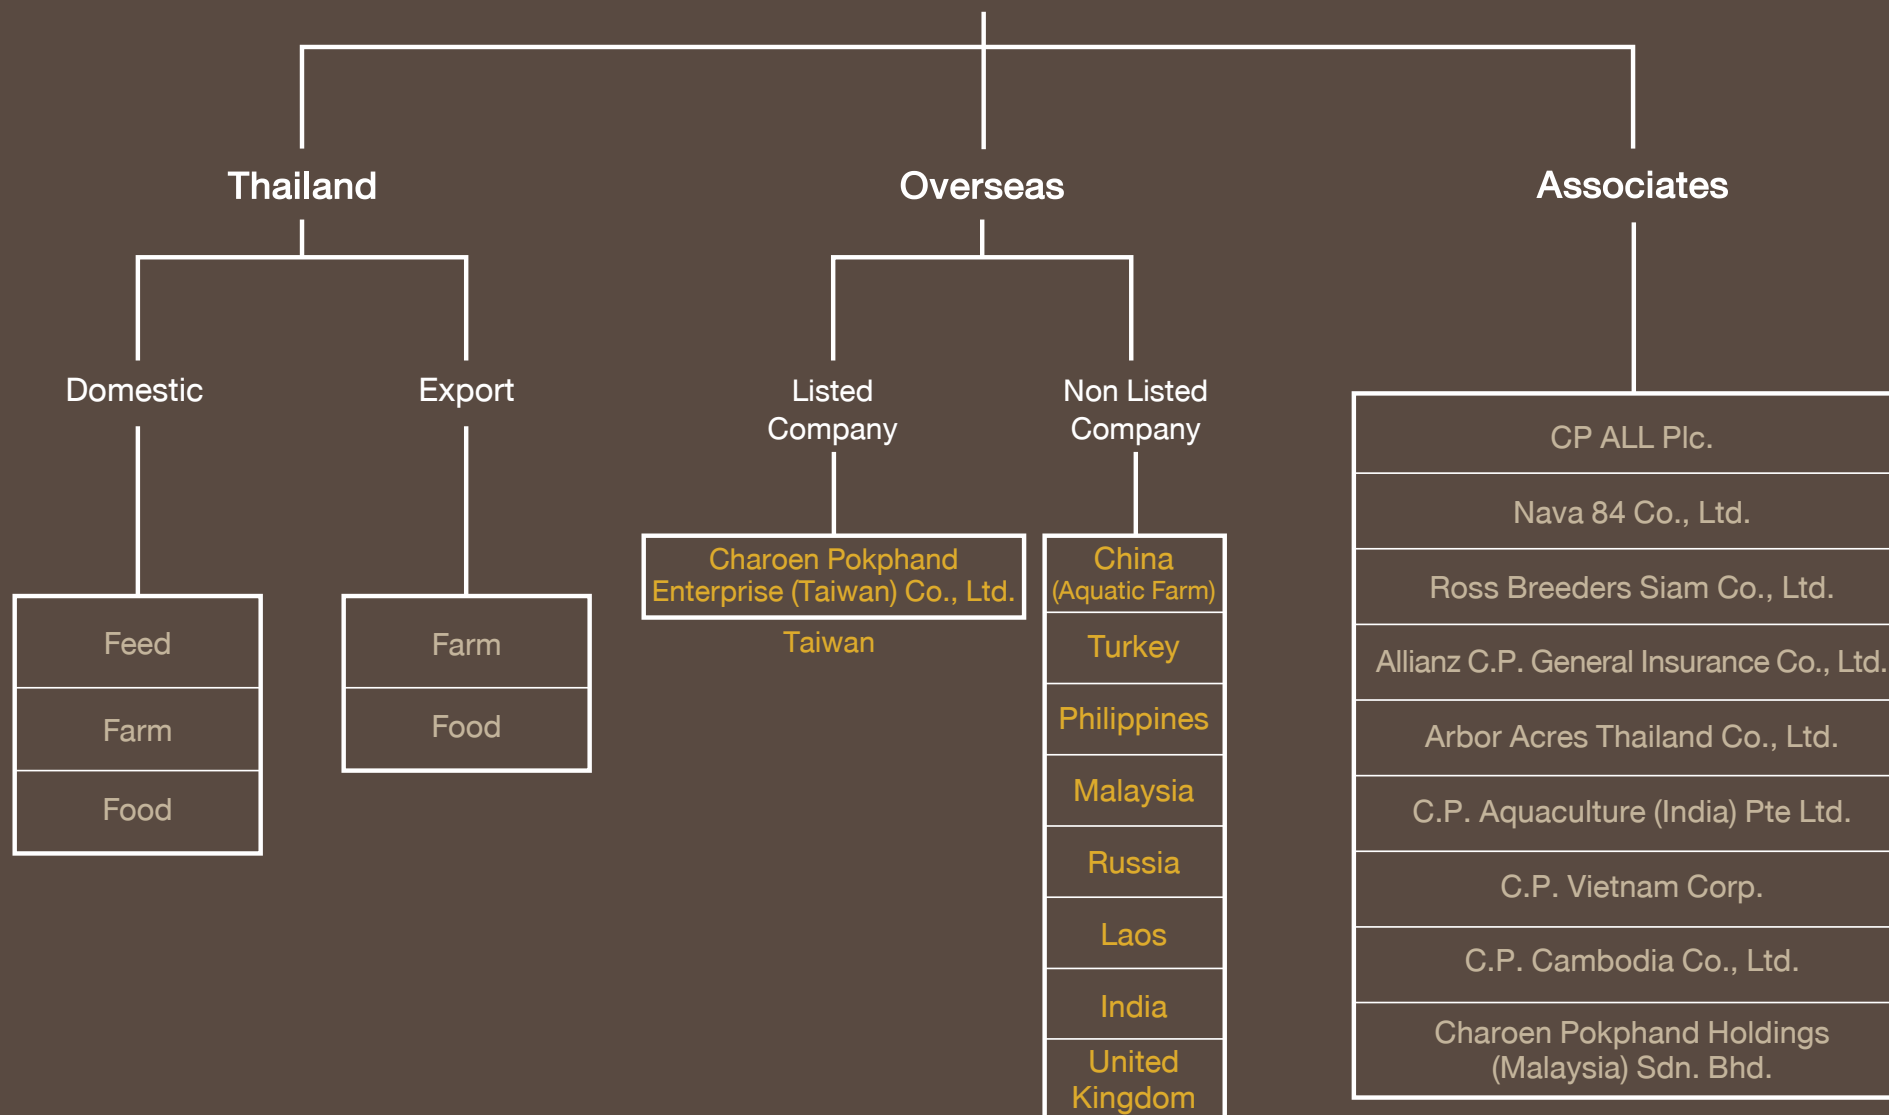 Thailand
Overseas
Associates
Domestic
Export
Listed
Company
Non Listed
Company
Feed
Farm
Food
Farm
Food
Charoen Pokphand
Enterprise (Taiwan) Co., Ltd.
Taiwan
China
(Aquatic Farm)
Turkey
Philippines
Malaysia
Russia
Laos
India
United
Kingdom
CP ALL Plc.
Nava 84 Co., Ltd.
Ross Breeders Siam Co., Ltd.
Allianz C.P. General Insurance Co., Ltd.
Arbor Acres Thailand Co., Ltd.
C.P. Aquaculture (India) Pte Ltd.
C.P. Vietnam Corp.
C.P. Cambodia Co., Ltd.
Charoen Pokphand Holdings
(Malaysia) Sdn. Bhd.